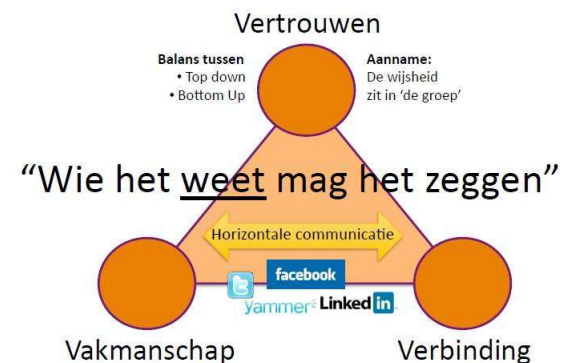 Vertrouwen
Balans tussen
• Top down
• Bottom Up
Aanname:
De wijsheid
zit in ‘de groep’
“Wie het weet mag het zeggen”
Horizontale communicatie
facebook
yammer
Linked in
Vakmanschap
Verbinding